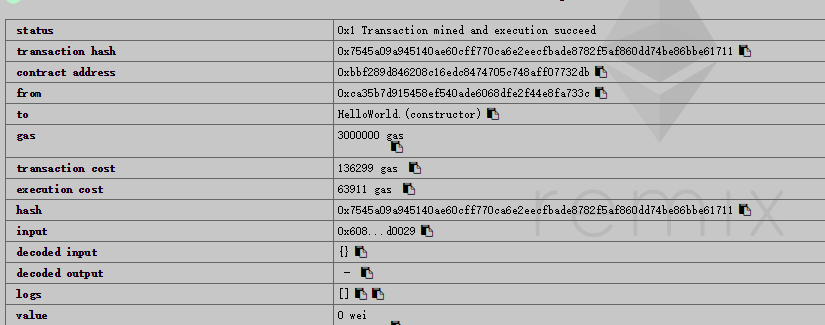 status 0x1 Transaction mined and execution succeed
transaction hash 0x7545a09a945140ae60cff770ca6e2eecfbade8782f5af860dd74be86bbe61711
contract address 0xbbf289d846208c16edc8474705c748aff07732db
from 0xca35b7d915458ef540ade6068dfe2f44e8fa733c
to HelloWorld.(constructor)
gas 3000000 gas
transaction cost 136299 gas
execution cost 63911 gas
hash 0x7545a09a945140ae60cff770ca6e2eecfbade8782f5af860dd74be86bbe61711
input 0x608...d0029
decoded input {}
decoded output -
logs []
value 0 wei
remix